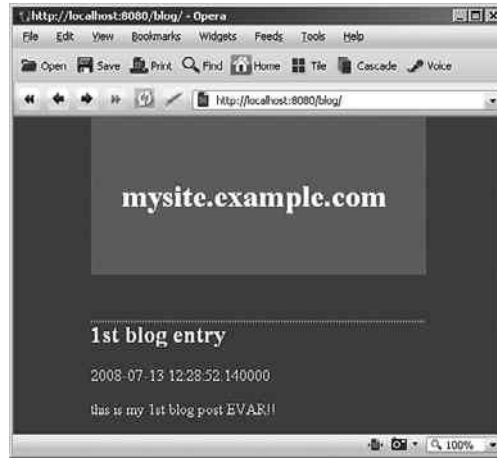 http://localhost:8080/blog/ - Opera
File Edit View Bookmarks Widgets Feeds Tools Help
Open Save Print Find Home Tile Cascade Voice
http://localhost:8080/blog/
mysite.example.com
1st blog entry
2008-07-13 12:28:52.140000
this is my 1st blog post EVAR!!
100%